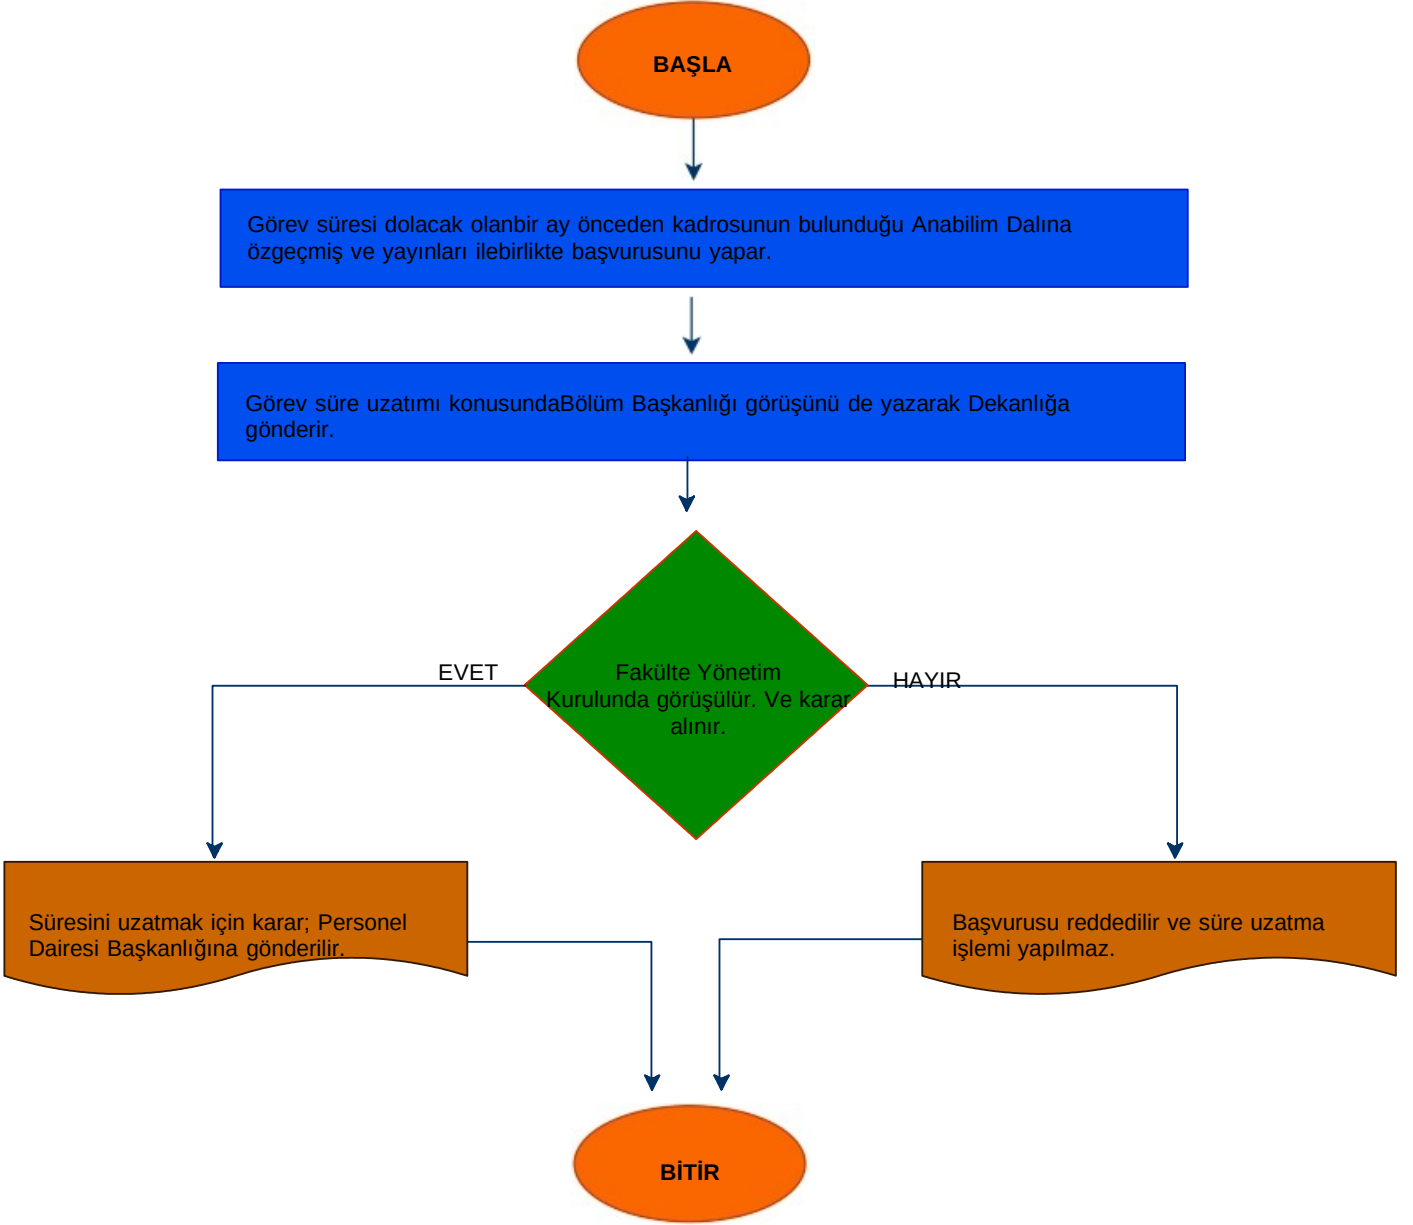 BAŞLA
Görev süresi dolacak olanbir ay önceden kadrosunun bulunduğu Anabilim Dalına
özgeçmiş ve yayınları ilebirlikte başvurusunu yapar.
Görev süre uzatımı konusundaBölüm Başkanlığı görüşünü de yazarak Dekanlığa
gönderir.
EVET
HAYIR
Fakülte Yönetim
Kurulunda görüşülür. Ve karar
alınır.
Süresini uzatmak için karar; Personel
Dairesi Başkanlığına gönderilir.
Başvurusu reddedilir ve süre uzatma
işlemi yapılmaz.
BİTİR